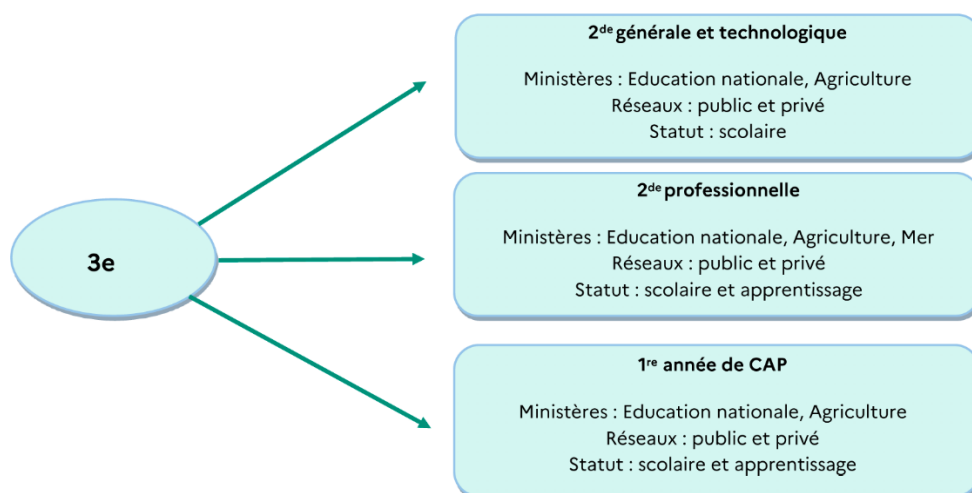 2de générale et technologique
Ministères : Education nationale, Agriculture
Réseaux : public et privé
Statut : scolaire
3e
2de professionnelle
Ministères : Education nationale, Agriculture, Mer
Réseaux : public et privé
Statut : scolaire et apprentissage
1re année de CAP
Ministères : Education nationale, Agriculture
Réseaux : public et privé
Statut : scolaire et apprentissage